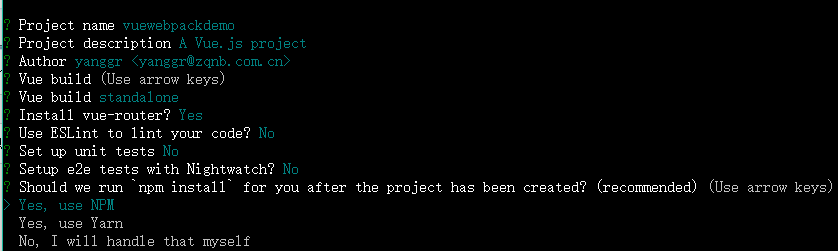 ? Project name vuewebpackdemo
? Project description A Vue.js project
? Author yanggr <yanggr@zqnb.com.cn>
? Vue build (Use arrow keys)
? Vue build standalone
? Install vue-router? Yes
? Use ESLint to lint your code? No
? Set up unit tests No
? Setup e2e tests with Nightwatch? No
? Should we run `npm install` for you after the project has been created? (recommended) (Use arrow keys)
> Yes, use NPM
Yes, use Yarn
No, I will handle that myself